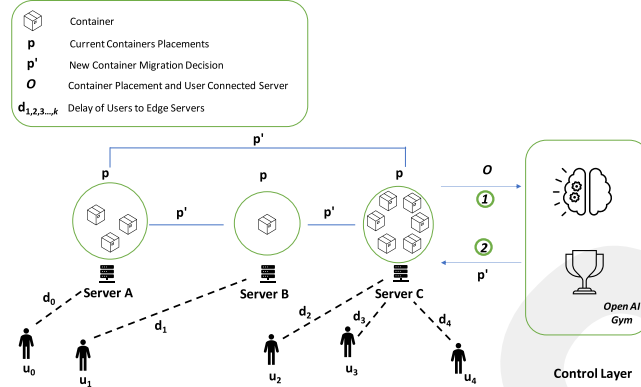 Container
p Current Containers Placements
p' New Container Migration Decision
O Container Placement and User Connected Server
d1,2,3...,k Delay of Users to Edge Servers
p'
p p p O
1
p' p' 2
p'
Server A Server B Server C
Open AI
Gym
d0 d1 d2 d3 d4
u0 u1 u2 u3 u4
Control Layer